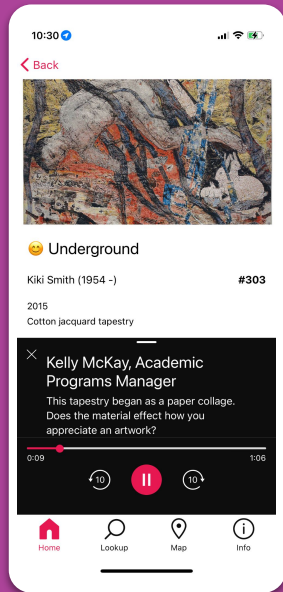 10:30
Back
😊 Underground
Kiki Smith (1954 -) #303
2015
Cotton jacquard tapestry
Kelly McKay, Academic
Programs Manager
This tapestry began as a paper collage.
Does the material effect how you
appreciate an artwork?
0:09 1:06
10 10
Home Lookup Map Info